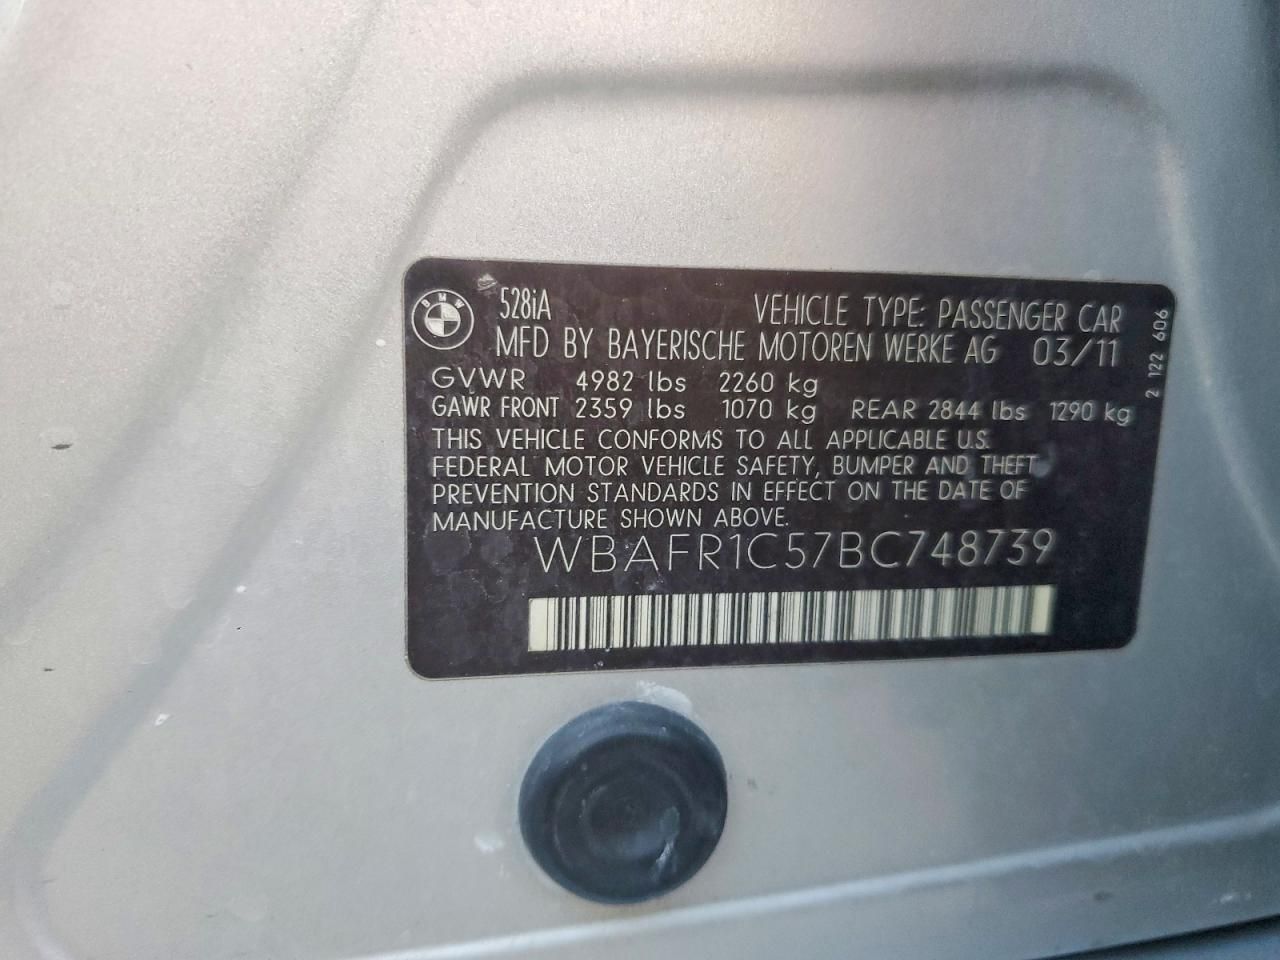 BMW
528iA VEHICLE TYPE: PASSENGER CAR
MFD BY BAYERISCHE MOTOREN WERKE AG 03/11
GVWR 4982 lbs 2260 kg
GAWR FRONT 2359 lbs 1070 kg REAR 2844 lbs 1290 kg
THIS VEHICLE CONFORMS TO ALL APPLICABLE U.S.
FEDERAL MOTOR VEHICLE SAFETY, BUMPER AND THEFT
PREVENTION STANDARDS IN EFFECT ON THE DATE OF
MANUFACTURE SHOWN ABOVE.
WBAFR1C57BC748739
2 122 606